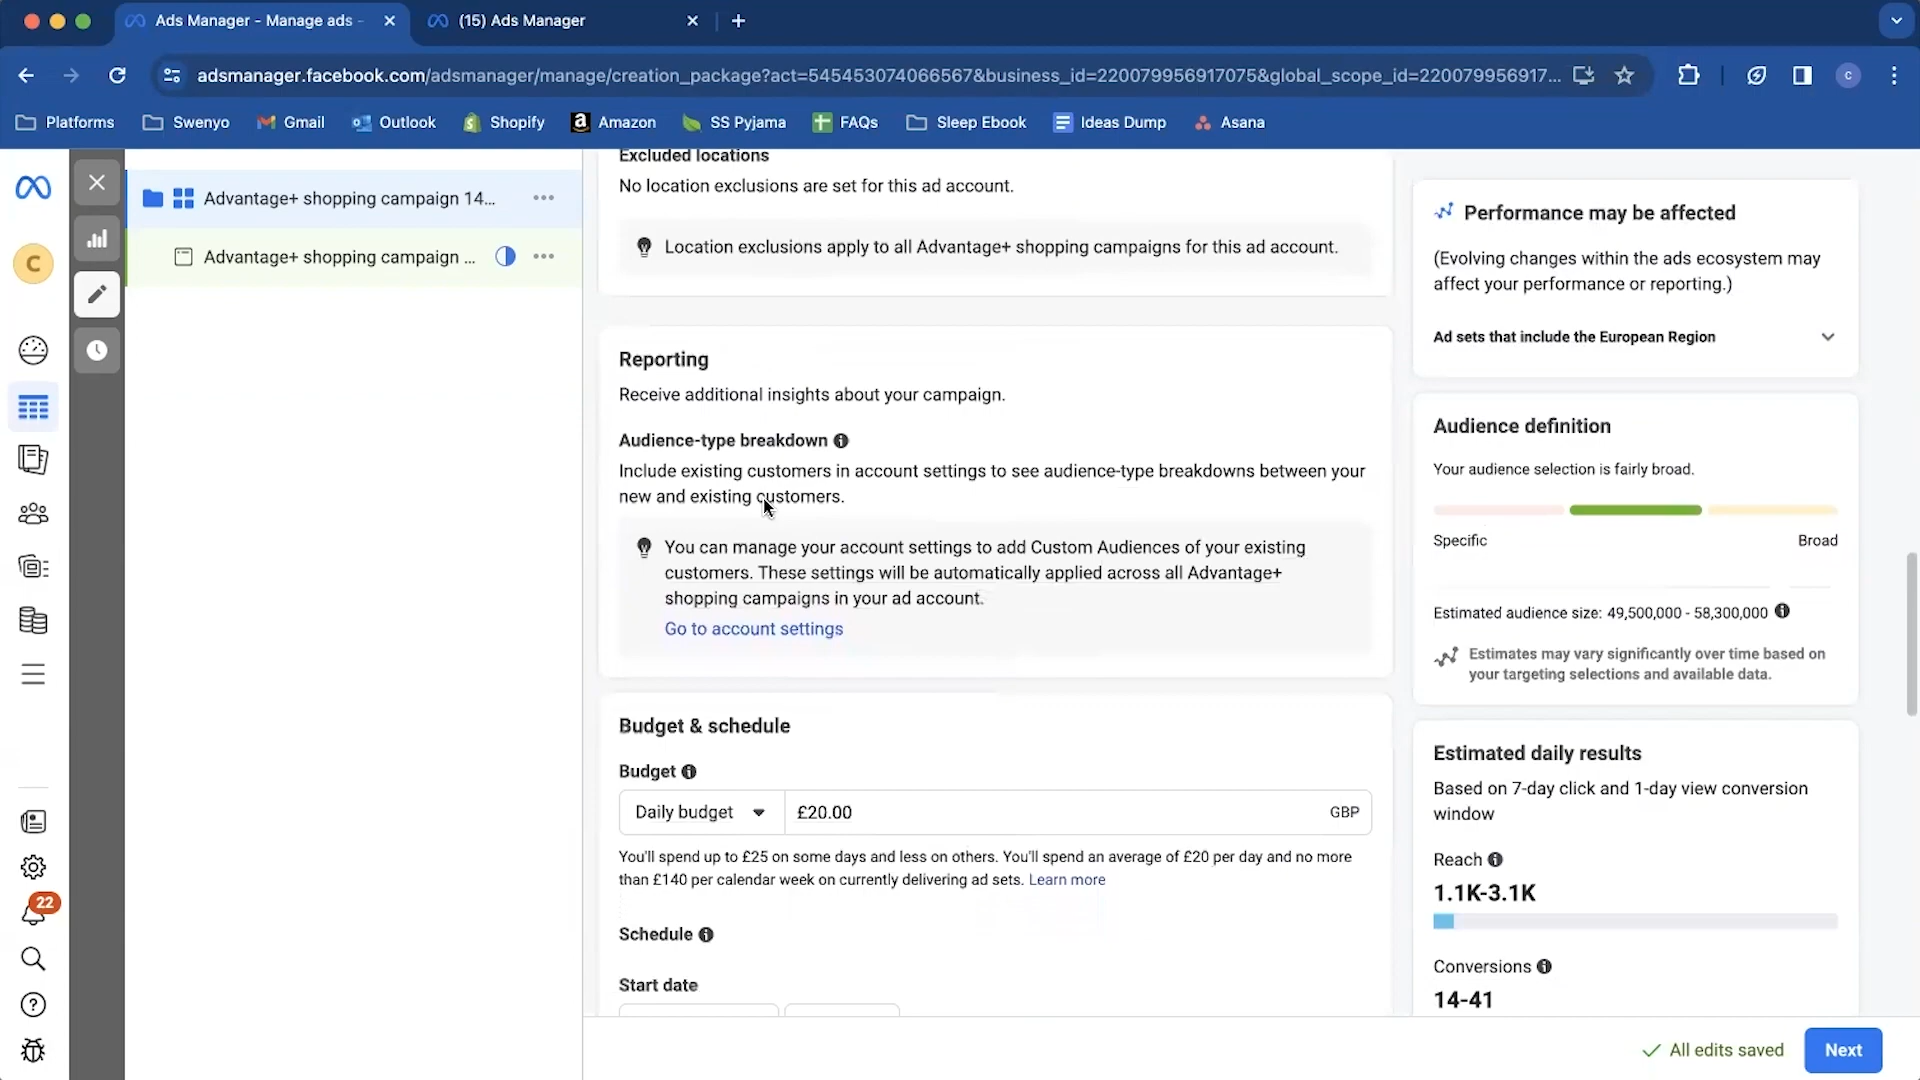 Ads Manager - Manage ads -
(15) Ads Manager
adsmanager.facebook.com/adsmanager/manage/creation_package?act=545453074066567&business_id=220079956917075&global_scope_id=220079956917...
C
Platforms
Swenyo
Gmail
Outlook
Shopify
Amazon
SS Pyjama
FAQs
Sleep Ebook
Ideas Dump
Asana
C
22
Advantage+ shopping campaign 14...
Advantage+ shopping campaign ...
Excluded locations
No location exclusions are set for this ad account.
Location exclusions apply to all Advantage+ shopping campaigns for this ad account.
Reporting
Receive additional insights about your campaign.
Audience-type breakdown
Include existing customers in account settings to see audience-type breakdowns between your
new and existing customers.
You can manage your account settings to add Custom Audiences of your existing
customers. These settings will be automatically applied across all Advantage+
shopping campaigns in your ad account.
Go to account settings
Budget & schedule
Budget
Daily budget
£20.00
GBP
You'll spend up to £25 on some days and less on others. You'll spend an average of £20 per day and no more
than £140 per calendar week on currently delivering ad sets. Learn more
Schedule
Start date
Performance may be affected
(Evolving changes within the ads ecosystem may
affect your performance or reporting.)
Ad sets that include the European Region
Audience definition
Your audience selection is fairly broad.
Specific
Broad
Estimated audience size: 49,500,000 - 58,300,000
Estimates may vary significantly over time based on
your targeting selections and available data.
Estimated daily results
Based on 7-day click and 1-day view conversion
window
Reach
1.1K-3.1K
Conversions
14-41
All edits saved
Next